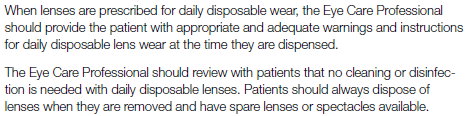 When lenses are prescribed for daily disposable wear, the Eye Care Professional
should provide the patient with appropriate and adequate warnings and instructions
for daily disposable lens wear at the time they are dispensed.
The Eye Care Professional should review with patients that no cleaning or disinfec-
tion is needed with daily disposable lenses. Patients should always dispose of
lenses when they are removed and have spare lenses or spectacles available.